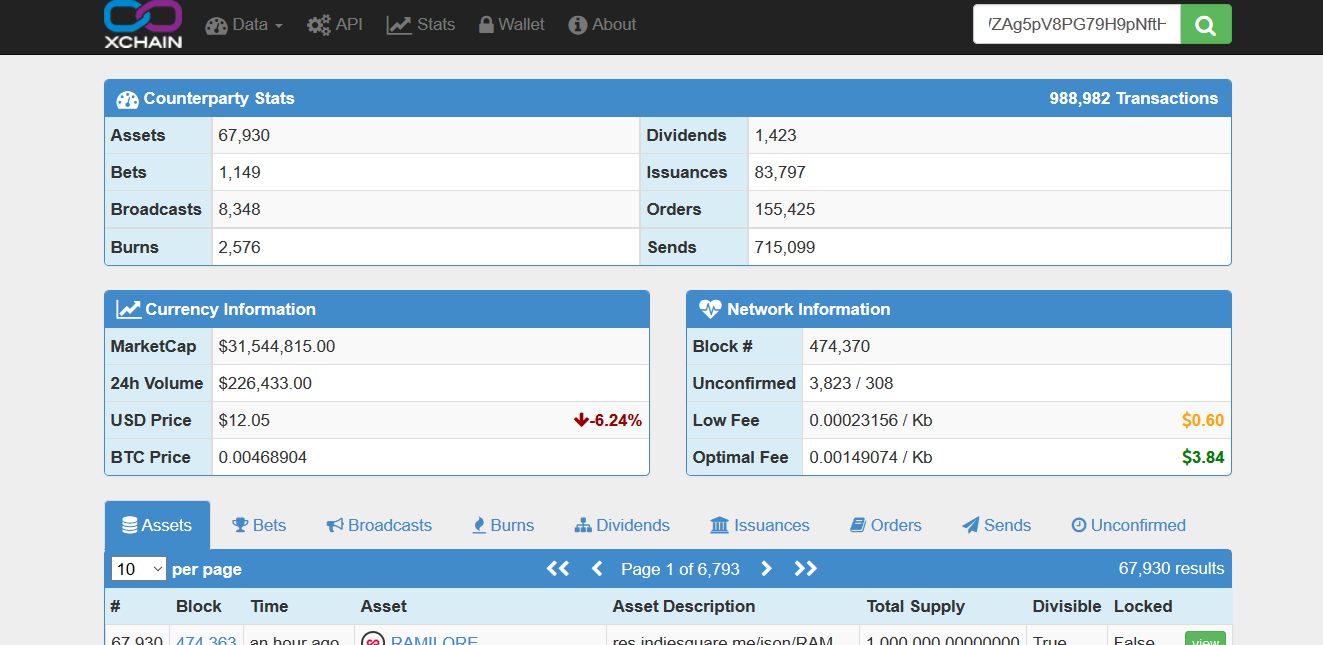 XCHAIN Data API Stats Wallet About
Counterparty Stats 988,982 Transactions
Assets 67,930 Dividends 1,423
Bets 1,149 Issuances 83,797
Broadcasts 8,348 Orders 155,425
Burns 2,576 Sends 715,099
Currency Information
MarketCap $31,544,815.00
24h Volume $226,433.00
USD Price $12.05 -6.24%
BTC Price 0.00468904
Network Information
Block # 474,370
Unconfirmed 3,823 / 308
Low Fee 0.00023156 / Kb $0.60
Optimal Fee 0.00149074 / Kb $3.84
Assets Bets Broadcasts Burns Dividends Issuances Orders Sends Unconfirmed
10 per page Page 1 of 6,793 67,930 results
# Block Time Asset Asset Description Total Supply Divisible Locked
67,930 474,363 an hour ago RAMILORE res.indiesquare.me/json/RAM... 1,000,000.00000000 True False view